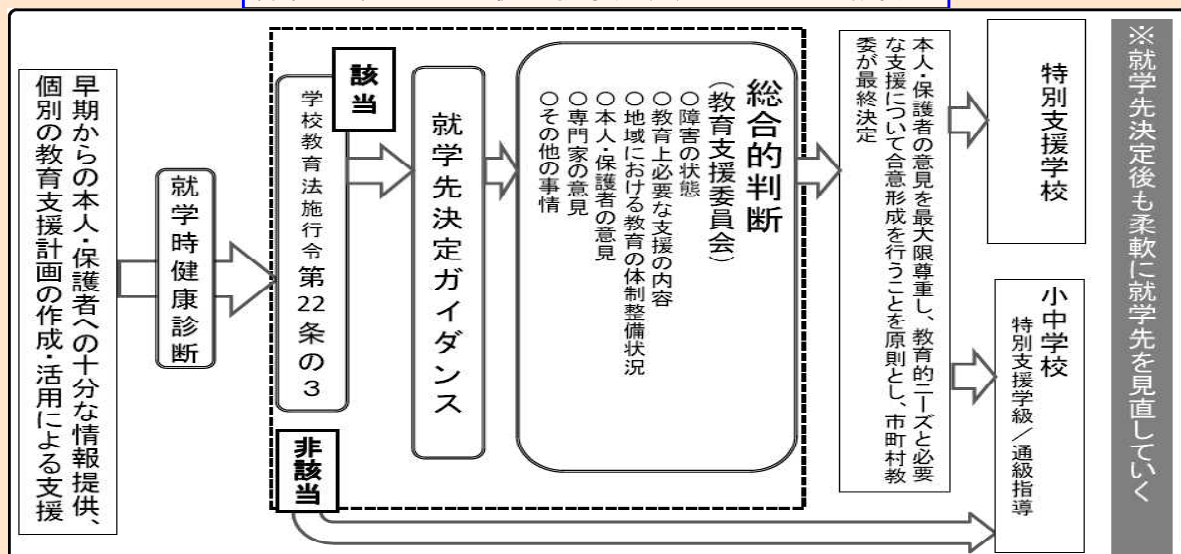 早期からの本人・保護者への十分な情報提供、
個別の教育支援計画の作成・活用による支援
就学時健康診断
学校教育法施行令第22条の3
該当
非該当
就学先決定ガイダンス
総合的判断
（教育支援委員会）
○障害の状態
○教育上必要な支援の内容
○地域における教育の体制整備状況
○本人・保護者の意見
○専門家の意見
○その他の事情
本人・保護者の意見を最大限尊重し、教育的ニーズと必要
な支援について合意形成を行うことを原則とし、市町村教
委が最終決定
特別支援学校
小中学校
特別支援学級／通級指導
※就学先決定後も柔軟に就学先を見直していく